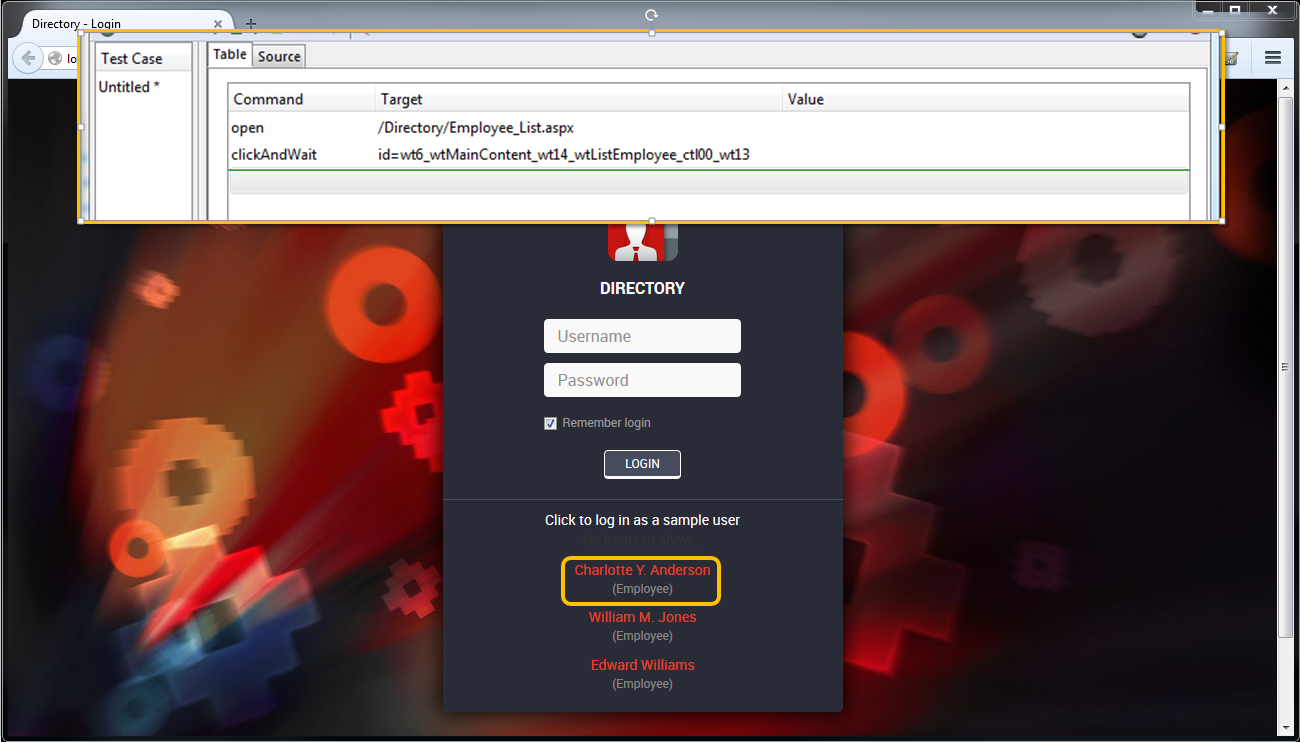 Directory - Login
lo
Test Case
Table Source
Untitled *
Command Target Value
open /Directory/Employee_List.aspx
clickAndWait id=wt6_wtMainContent_wt14_wtListEmployee_ctl00_wt13
DIRECTORY
Username
Password
Remember login
LOGIN
Click to log in as a sample user
No items to show...
Charlotte Y. Anderson
(Employee)
William M. Jones
(Employee)
Edward Williams
(Employee)